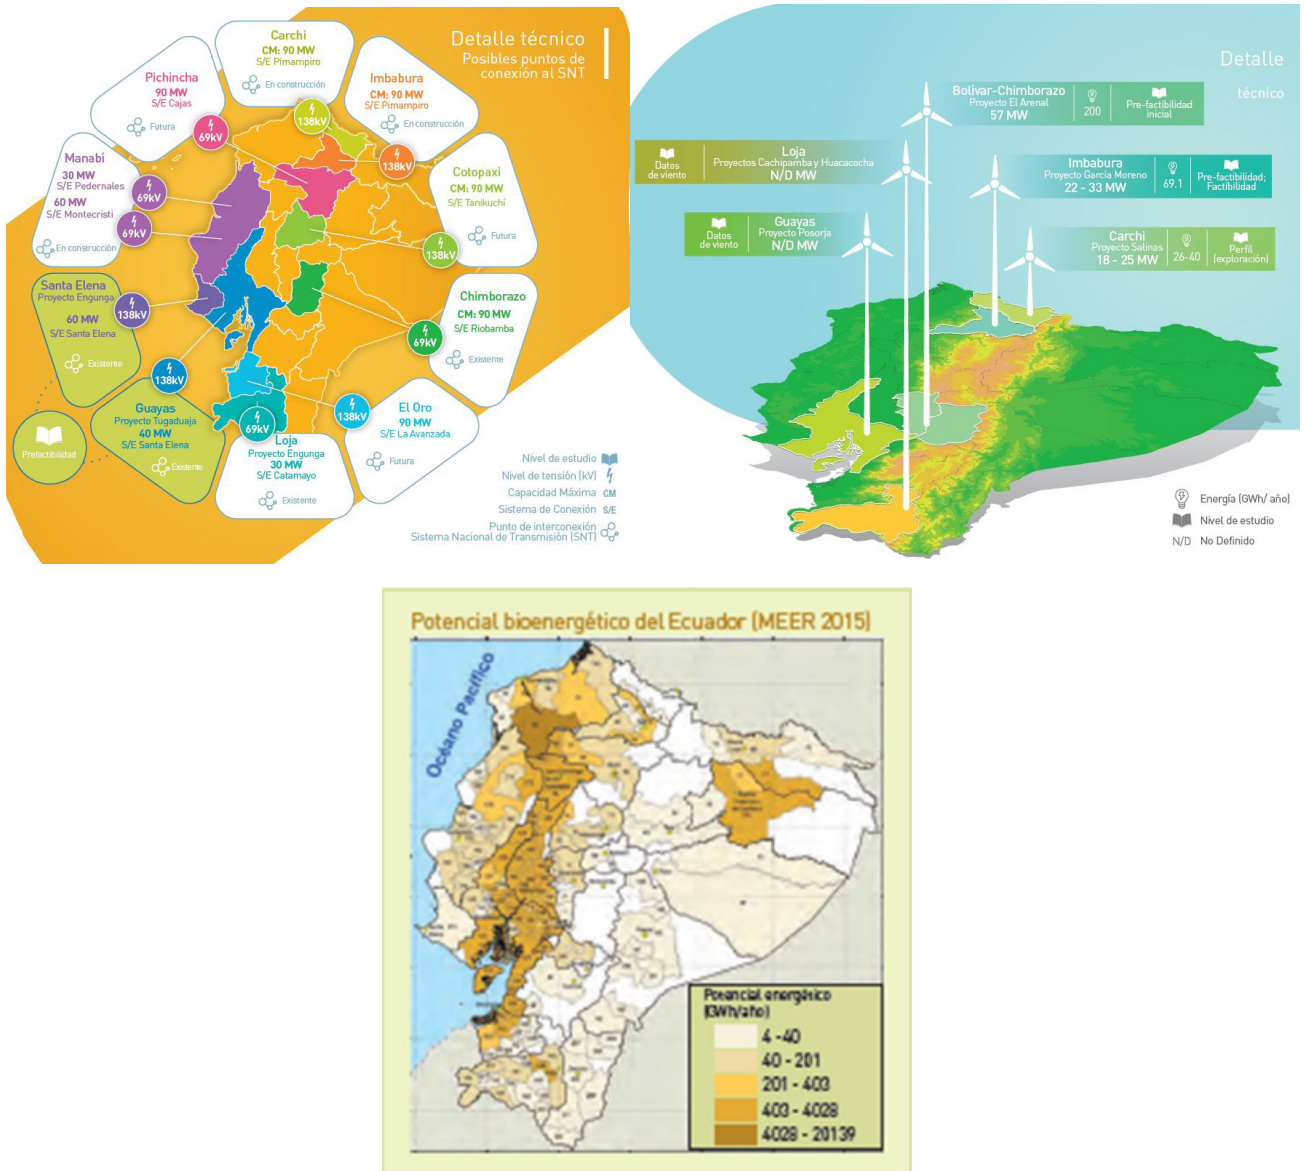 Detalle técnico
Posibles puntos de
conexión al SNT
Carchi
CM: 90 MW
S/E Pimampiro
En construcción
138kV
Pichincha
90 MW
S/E Cajas
Futura
69kV
Imbabura
CM: 90 MW
S/E Pimampiro
En construcción
138kV
Manabí
30 MW
S/E Pedernales
60 MW
S/E Montecristi
En construcción
69kV
69kV
Cotopaxi
CM: 90 MW
S/E Tanikuchí
Futura
138kV
Santa Elena
Proyecto Engunga
60 MW
S/E Santa Elena
Existente
138kV
Chimborazo
CM: 90 MW
S/E Riobamba
Existente
69kV
Guayas
Proyecto Tugaduaja
40 MW
S/E Santa Elena
Existente
138kV
Prefactibilidad
Loja
Proyecto Engunga
30 MW
S/E Catamayo
Existente
69kV
El Oro
90 MW
S/E La Avanzada
Futura
138kV
Nivel de estudio
Nivel de tensión (kV)
Capacidad Máxima CM
Sistema de Conexión S/E
Punto de interconexión
Sistema Nacional de Transmisión (SNT)
Detalle
técnico
Bolívar-Chimborazo
Proyecto El Arenal
57 MW
200
Pre-factibilidad
inicial
Datos
de viento
Loja
Proyectos Cachipamba y Huacacocha
N/D MW
Imbabura
Proyecto García Moreno
22 - 33 MW
69.1
Pre-factibilidad;
Factibilidad
Datos
de viento
Guayas
Proyecto Posorja
N/D MW
Carchi
Proyecto Salinas
18 - 25 MW
26-40
Perfil
(exploración)
Energía (GWh/ año)
Nivel de estudio
N/D No Definido
Potencial bioenergético del Ecuador (MEER 2015)
Océano Pacífico
Potencial energético
(GWh/año)
4 -40
40 - 201
201 - 403
403 - 4028
4028 - 20139